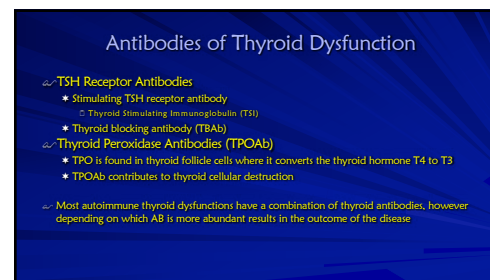 Antibodies of Thyroid Dysfunction
TSH Receptor Antibodies
Stimulating TSH receptor antibody
Thyroid Stimulating Immunoglobulin (TSI)
Thyroid blocking antibody (TBAb)
Thyroid Peroxidase Antibodies (TPOAb)
TPO is found in thyroid follicle cells where it converts the thyroid hormone T4 to T3
TPOAb contributes to thyroid cellular destruction
Most autoimmune thyroid dysfunctions have a combination of thyroid antibodies, however
depending on which AB is more abundant results in the outcome of the disease